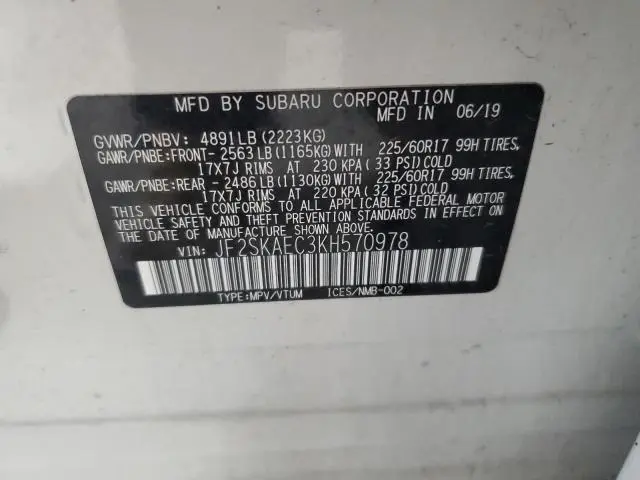 MFD BY SUBARU CORPORATION
MFD IN 06/19
GVWR/PNBV: 4891LB (2223KG)
GAWR/PNBE:FRONT- 2563 LB (1165KG)WITH 225/60R17 99H TIRES,
17X7J RIMS AT 230 KPA ( 33 PSI)COLD
GAWR/PNBE:REAR - 2486 LB (1130KG)WITH 225/60R17 99H TIRES,
17X7J RIMS AT 220 KPA ( 32 PSI)COLD
THIS VEHICLE CONFORMS TO ALL APPLICABLE FEDERAL MOTOR
VEHICLE SAFETY AND BUMPER STANDARDS IN EFFECT ON THE
DATE OF MANUFACTURE SHOWN ABOVE.
VIN: JF2SKAEC3KH570978
TYPE:MPV/VTUM ICES/NMB-002